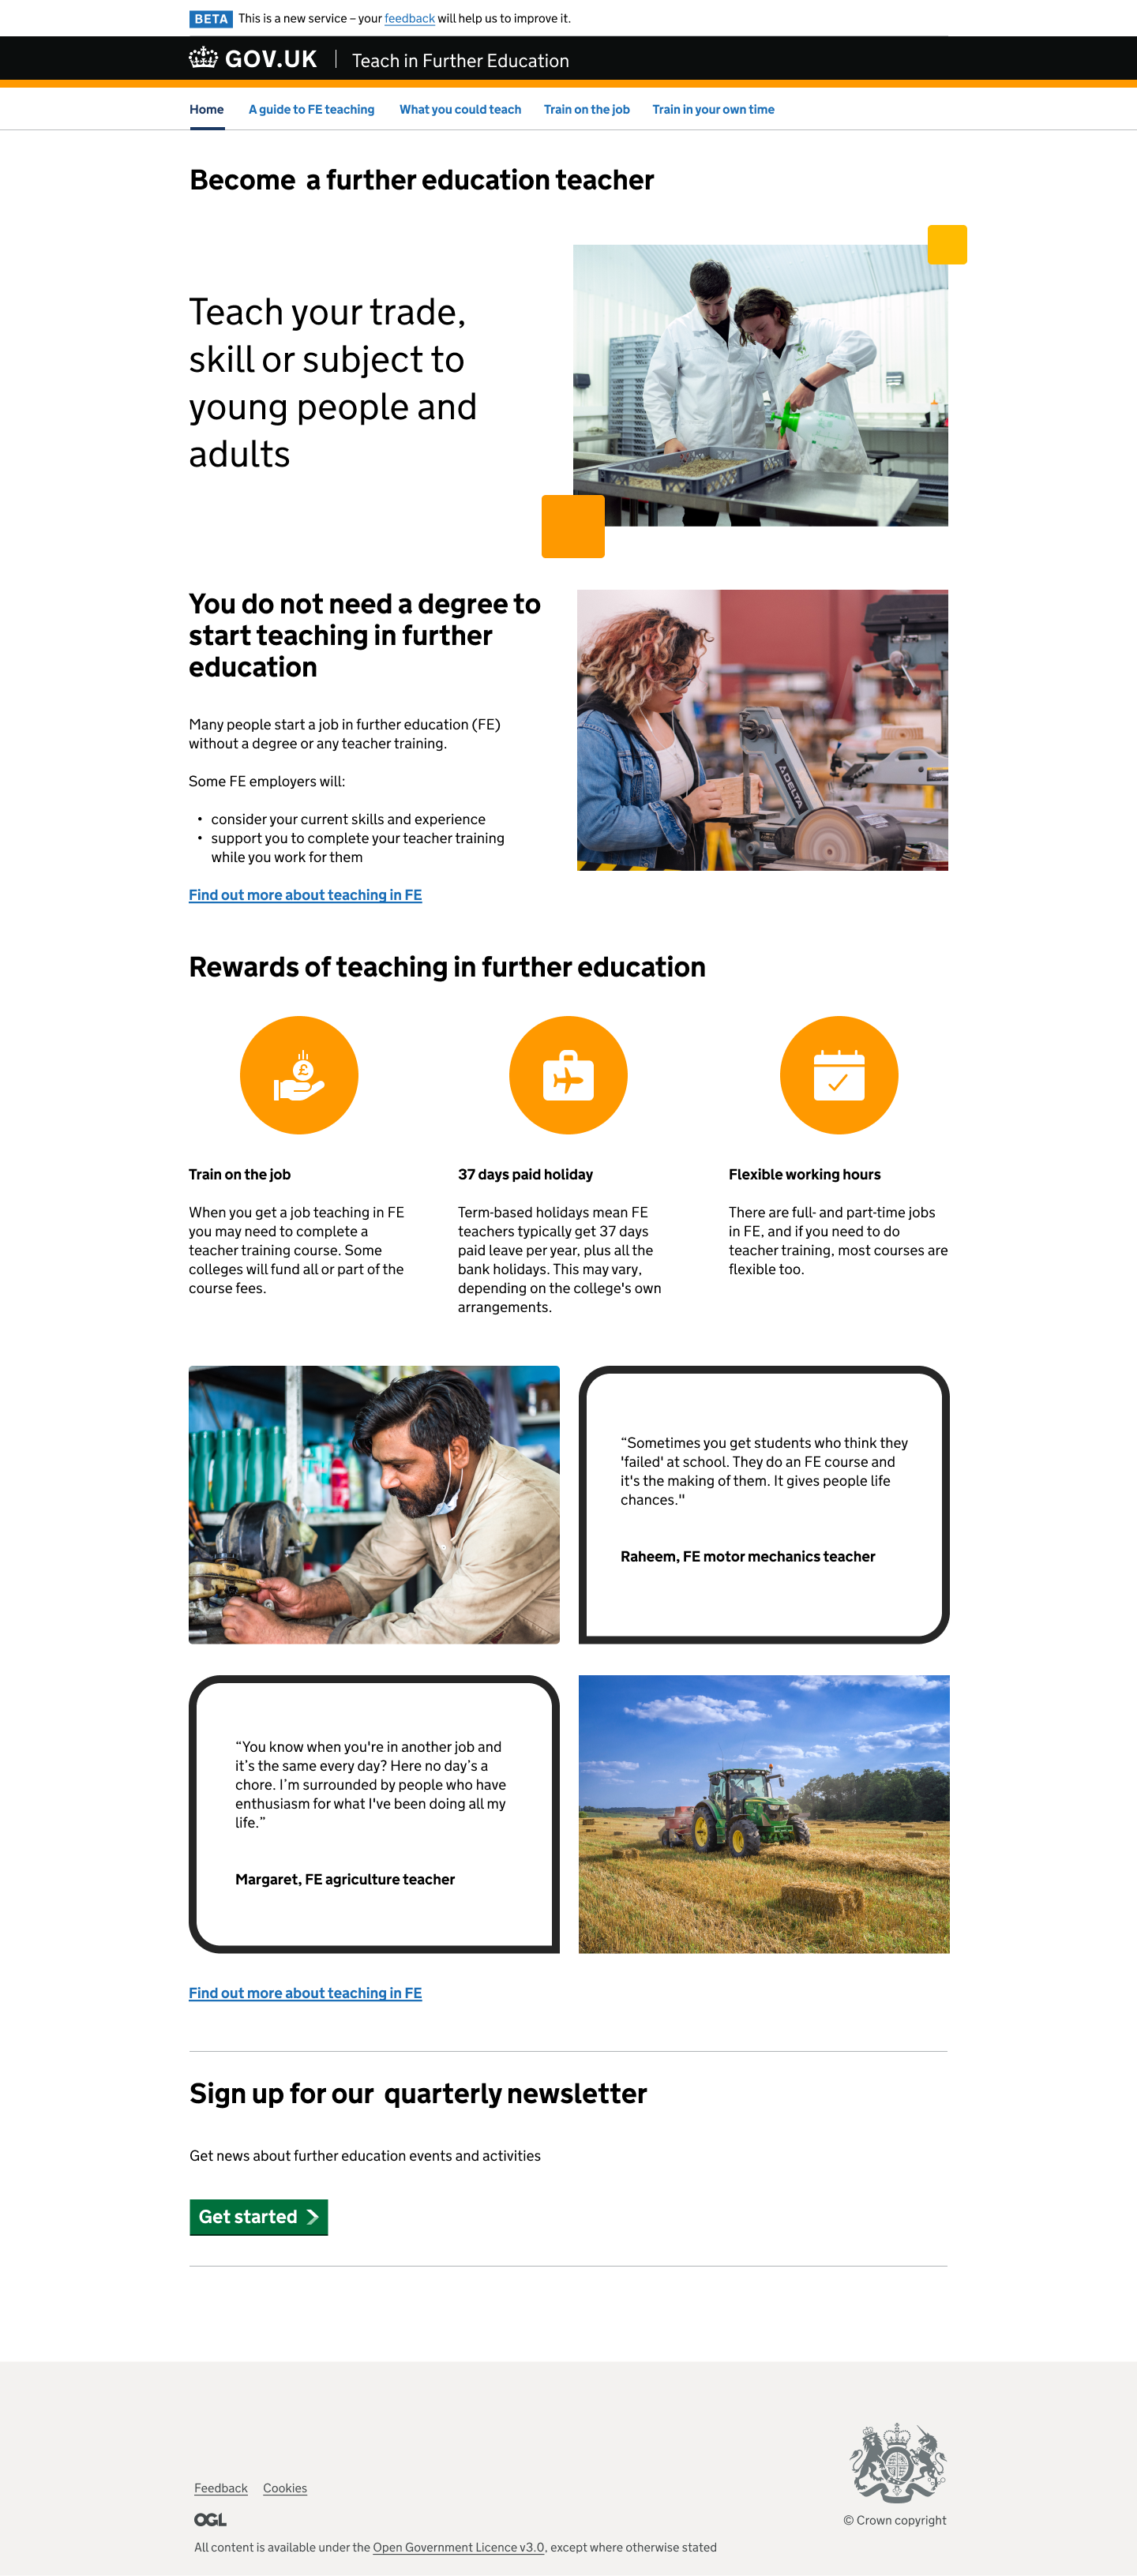 BETA This is a new service – your feedback will help us to improve it.
GOV.UK Teach in Further Education
Home A guide to FE teaching What you could teach Train on the job Train in your own time
Become a further education teacher
Teach your trade,
skill or subject to
young people and
adults
You do not need a degree to
start teaching in further
education
Many people start a job in further education (FE)
without a degree or any teacher training.
Some FE employers will:
• consider your current skills and experience
• support you to complete your teacher training
while you work for them
Find out more about teaching in FE
DELTA
Rewards of teaching in further education
£
Train on the job
When you get a job teaching in FE
you may need to complete a
teacher training course. Some
colleges will fund all or part of the
course fees.
37 days paid holiday
Term-based holidays mean FE
teachers typically get 37 days
paid leave per year, plus all the
bank holidays. This may vary,
depending on the college's own
arrangements.
Flexible working hours
There are full- and part-time jobs
in FE, and if you need to do
teacher training, most courses are
flexible too.
“Sometimes you get students who think they
'failed' at school. They do an FE course and
it's the making of them. It gives people life
chances."
Raheem, FE motor mechanics teacher
“You know when you're in another job and
it’s the same every day? Here no day’s a
chore. I’m surrounded by people who have
enthusiasm for what I've been doing all my
life.”
Margaret, FE agriculture teacher
Find out more about teaching in FE
Sign up for our quarterly newsletter
Get news about further education events and activities
Get started
Feedback Cookies
OGL
All content is available under the Open Government Licence v3.0, except where otherwise stated
© Crown copyright